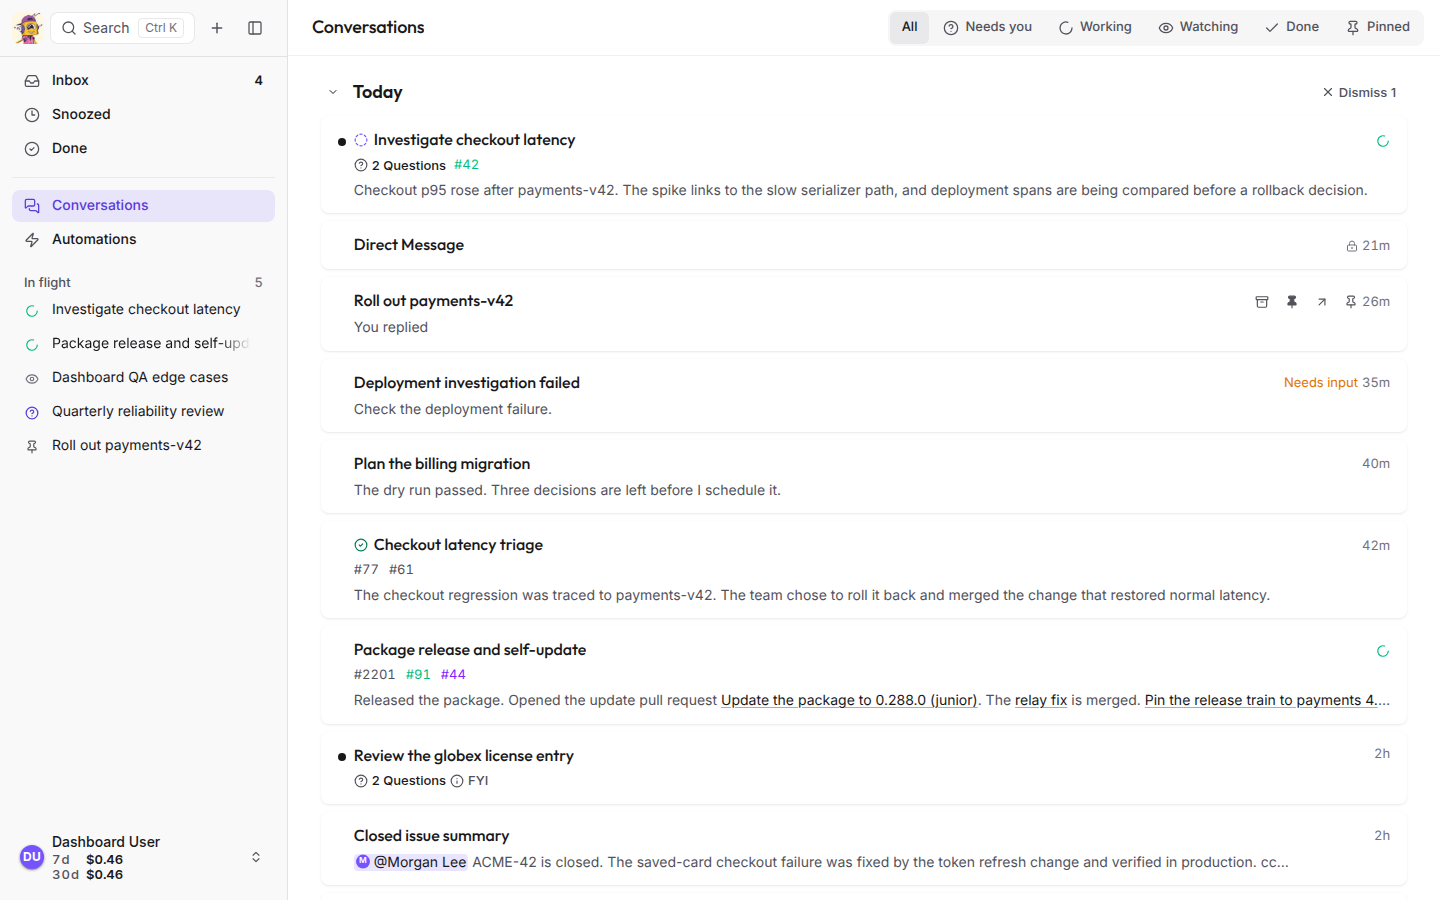 Search Ctrl K
Inbox 4
Snoozed
Done
Conversations
Automations
In flight 5
Investigate checkout latency
Package release and self-upd
Dashboard QA edge cases
Quarterly reliability review
Roll out payments-v42
DU Dashboard User
7d $0.46
30d $0.46
Conversations
All Needs you Working Watching Done Pinned
Today Dismiss 1
Investigate checkout latency
2 Questions #42
Checkout p95 rose after payments-v42. The spike links to the slow serializer path, and deployment spans are being compared before a rollback decision.
Direct Message 21m
Roll out payments-v42 26m
You replied
Deployment investigation failed Needs input 35m
Check the deployment failure.
Plan the billing migration 40m
The dry run passed. Three decisions are left before I schedule it.
Checkout latency triage 42m
#77 #61
The checkout regression was traced to payments-v42. The team chose to roll it back and merged the change that restored normal latency.
Package release and self-update
#2201 #91 #44
Released the package. Opened the update pull request Update the package to 0.288.0 (junior). The relay fix is merged. Pin the release train to payments 4....
Review the globex license entry 2h
2 Questions FYI
Closed issue summary 2h
M @Morgan Lee ACME-42 is closed. The saved-card checkout failure was fixed by the token refresh change and verified in production. cc...